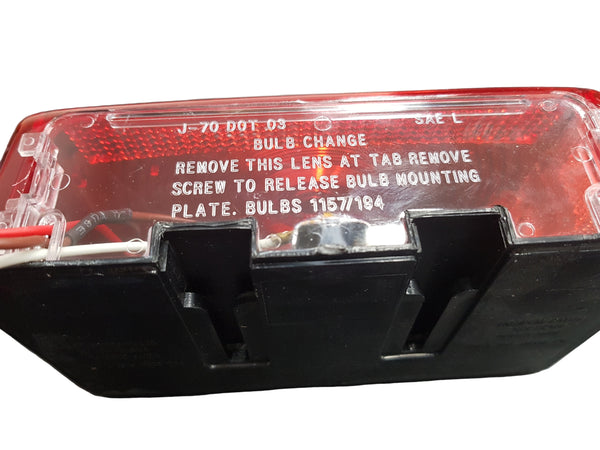 J-70 DOT 03 SAE L
BULB CHANGE
REMOVE THIS LENS AT TAB REMOVE
SCREW TO RELEASE BULB MOUNTING
PLATE. BULBS 1157/194